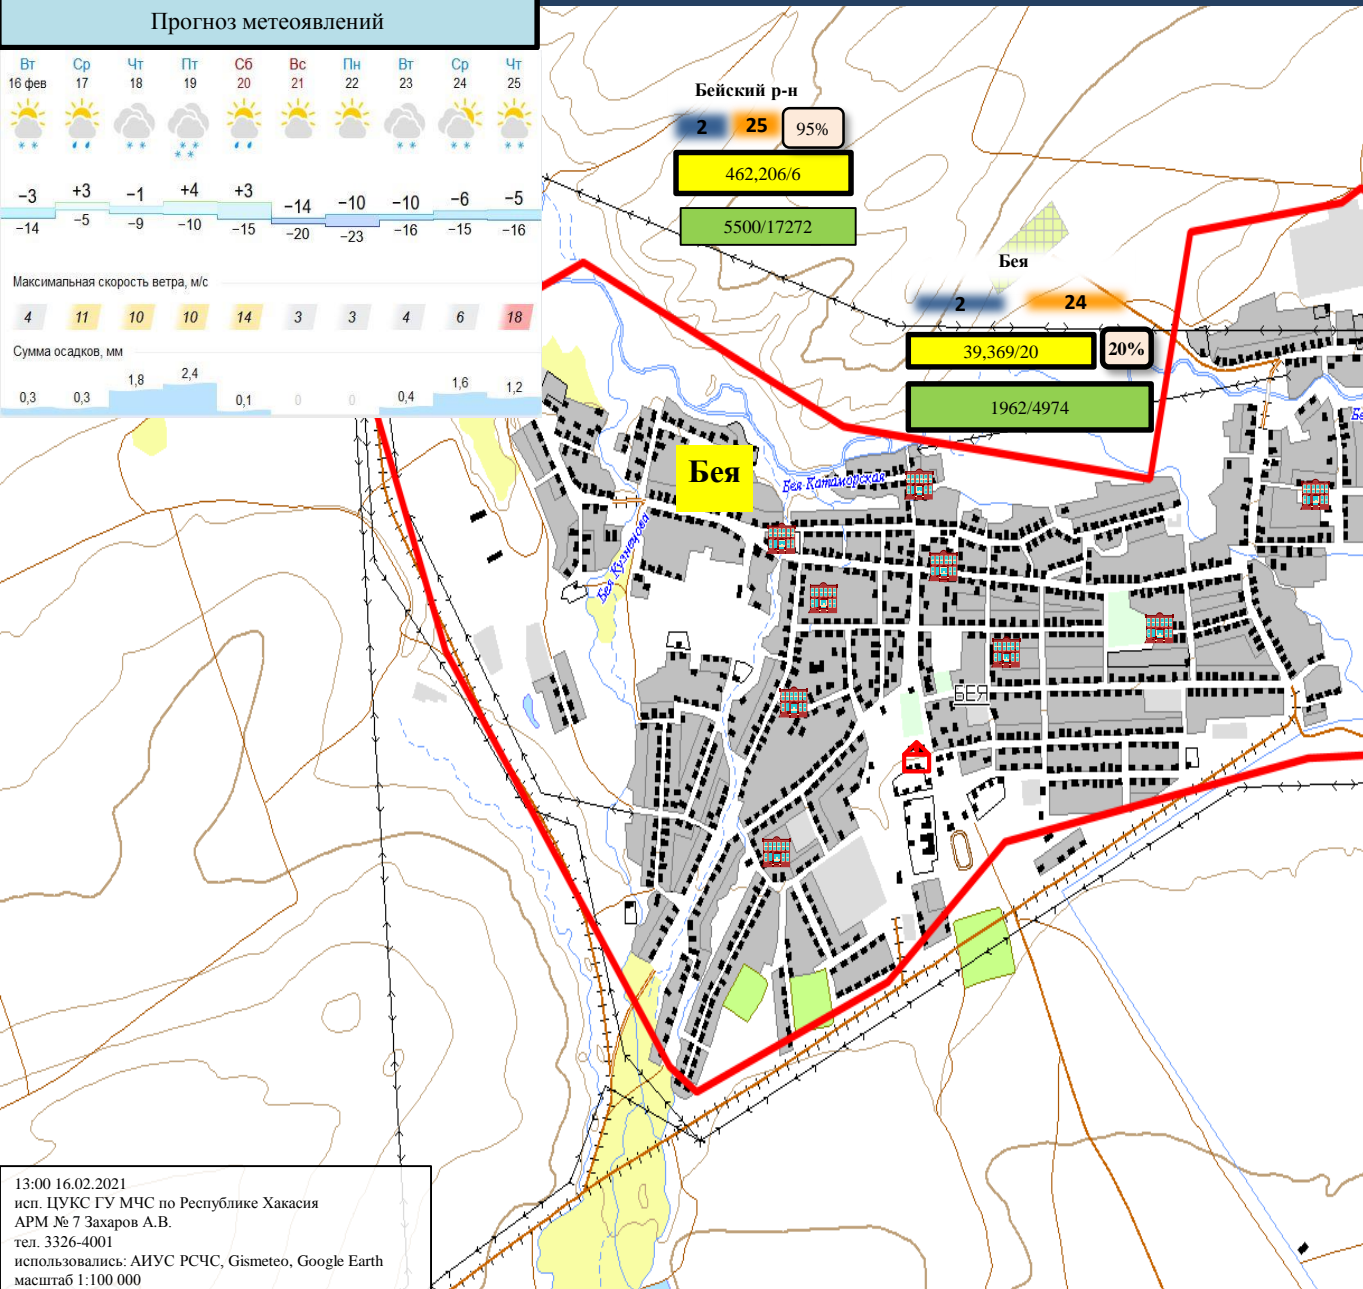 Прогноз метеоявлений
Вт Ср Чт Пт Сб Вс Пн Вт Ср Чт
16 фев 17 18 19 20 21 22 23 24 25
−3 +3 −1 +4 +3 −14 −10 −10 −6 −5
−14 −5 −9 −10 −15 −20 −23 −16 −15 −16
Максимальная скорость ветра, м/с
4 11 10 10 14 3 3 4 6 18
Сумма осадков, мм
0,3 0,3 1,8 2,4 0,1 0 0 0,4 1,6 1,2
Бейский р-н
2 25 95%
462,206/6
5500/17272
Бея
2 24
39,369/20 20%
1962/4974
Бе
Бея
Бея Катаморская
Бея Кузнецова
БЕЯ
13:00 16.02.2021
исп. ЦУКС ГУ МЧС по Республике Хакасия
АРМ № 7 Захаров А.В.
тел. 3326-4001
использовались: АИУС РСЧС, Gismeteo, Google Earth
масштаб 1:100 000